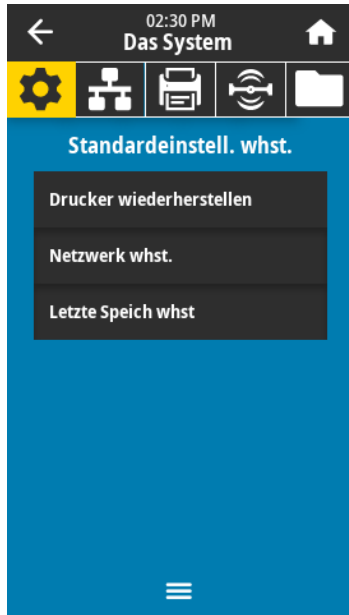 02:30 PM
Das System
Standardeinstell. whst.
Drucker wiederherstellen
Netzwerk whst.
Letzte Speich whst